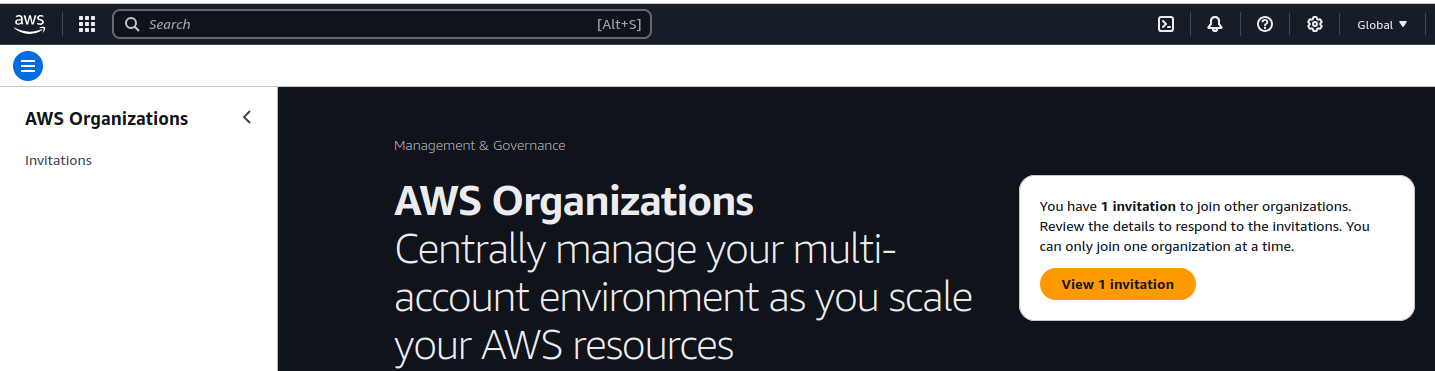 aws
Search [Alt+S]
Global
AWS Organizations
Invitations
Management & Governance
AWS Organizations
Centrally manage your multi-
account environment as you scale
your AWS resources
You have 1 invitation to join other organizations.
Review the details to respond to the invitations. You
can only join one organization at a time.
View 1 invitation